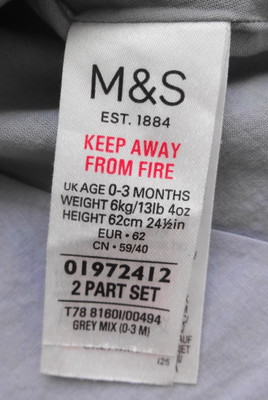 M&S
EST. 1884
KEEP AWAY
FROM FIRE
UK AGE 0-3 MONTHS
WEIGHT 6kg/13lb 4oz
HEIGHT 62cm 24½in
EUR • 62
CN • 59/40
01972412
2 PART SET
T78 8160I/00494
GREY MIX (0-3 M)